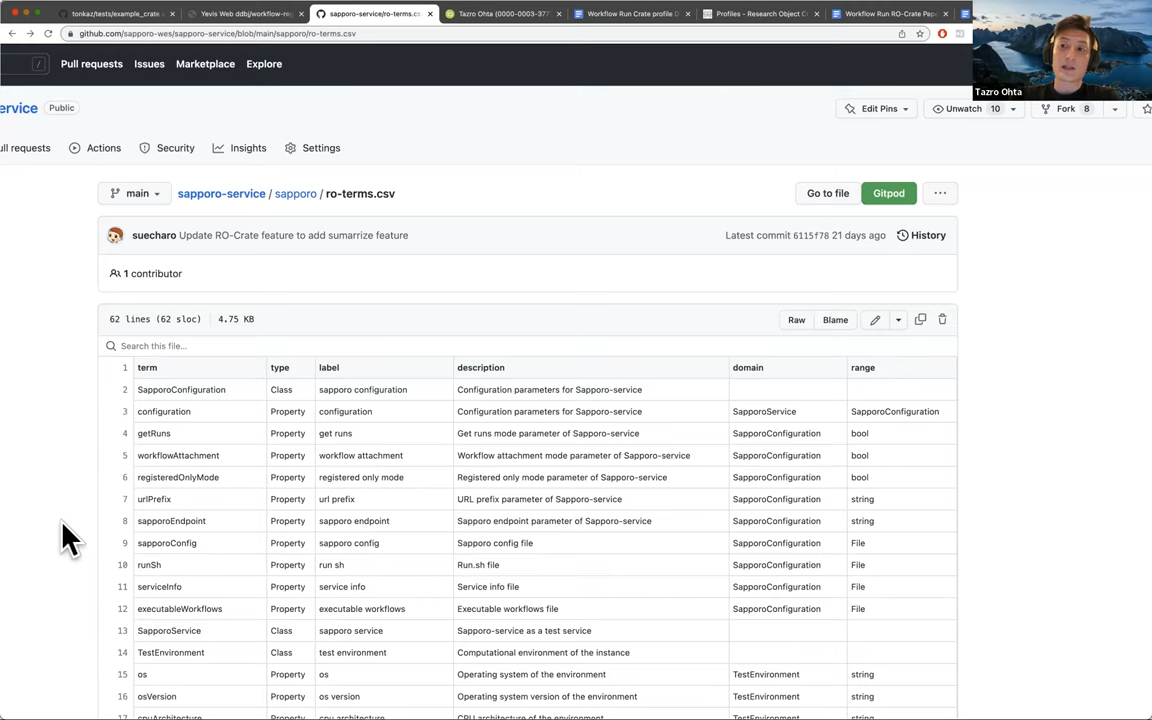 tonkaz/tests/example_crate
Yevis Web ddbj/workflow-re
sapporo-service/ro-terms.cs
Tazro Ohta (0000-0003-377
Workflow Run Crate profile D
Profiles - Research Object C
Workflow Run RO-Crate Pape
github.com/sapporo-wes/sapporo-service/blob/main/sapporo/ro-terms.csv
/ Pull requests Issues Marketplace Explore
Tazro Ohta
ervice Public Edit Pins Unwatch 10 Fork 8
ull requests Actions Security Insights Settings
main sapporo-service / sapporo / ro-terms.csv Go to file Gitpod ...
suecharo Update RO-Crate feature to add sumarrize feature Latest commit 6115f78 21 days ago History
1 contributor
62 lines (62 sloc) 4.75 KB Raw Blame
Search this file...
1 term type label description domain range
2 SapporoConfiguration Class sapporo configuration Configuration parameters for Sapporo-service
3 configuration Property configuration Configuration parameters for Sapporo-service SapporoService SapporoConfiguration
4 getRuns Property get runs Get runs mode parameter of Sapporo-service SapporoConfiguration bool
5 workflowAttachment Property workflow attachment Workflow attachment mode parameter of Sapporo-service SapporoConfiguration bool
6 registeredOnlyMode Property registered only mode Registered only mode parameter of Sapporo-service SapporoConfiguration bool
7 urlPrefix Property url prefix URL prefix parameter of Sapporo-service SapporoConfiguration string
8 sapporoEndpoint Property sapporo endpoint Sapporo endpoint parameter of Sapporo-service SapporoConfiguration string
9 sapporoConfig Property sapporo config Sapporo config file SapporoConfiguration File
10 runSh Property run sh Run.sh file SapporoConfiguration File
11 serviceInfo Property service info Service info file SapporoConfiguration File
12 executableWorkflows Property executable workflows Executable workflows file SapporoConfiguration File
13 SapporoService Class sapporo service Sapporo-service as a test service
14 TestEnvironment Class test environment Computational environment of the instance
15 os Property os Operating system of the environment TestEnvironment string
16 osVersion Property os version Operating system version of the environment TestEnvironment string
17 cpuArchitecture Property cpu architecture CPU architecture of the environment TestEnvironment string